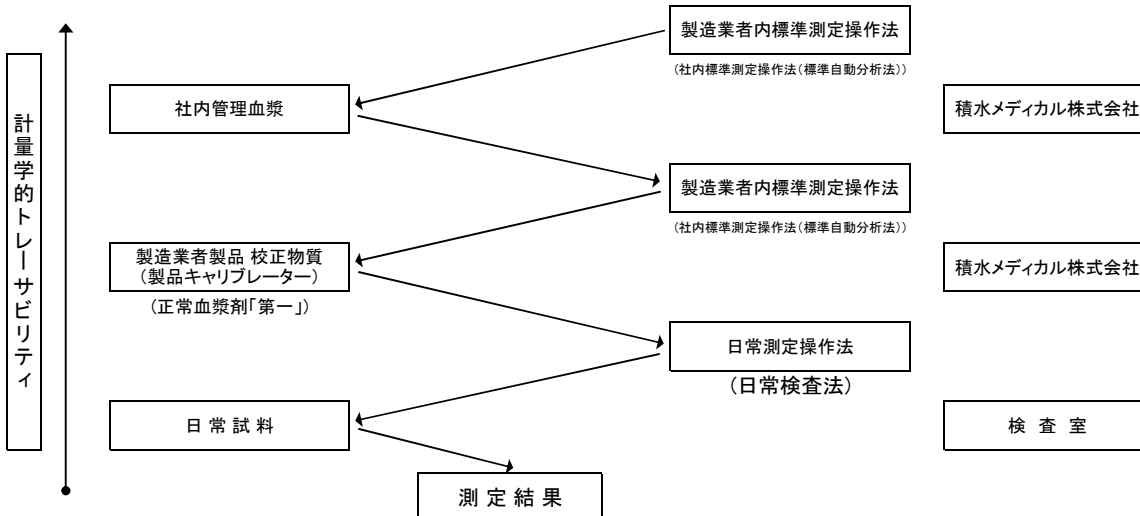 製造業者内標準測定操作法
(社内標準測定操作法(標準自動分析法))
社内管理血漿
積水メディカル株式会社
製造業者内標準測定操作法
(社内標準測定操作法(標準自動分析法))
製造業者製品 校正物質
(製品キャリブレーター)
(正常血漿剤「第一」)
積水メディカル株式会社
日常測定操作法
(日常検査法)
日常試料
検査室
測定結果
計量学的トレーサビリティ